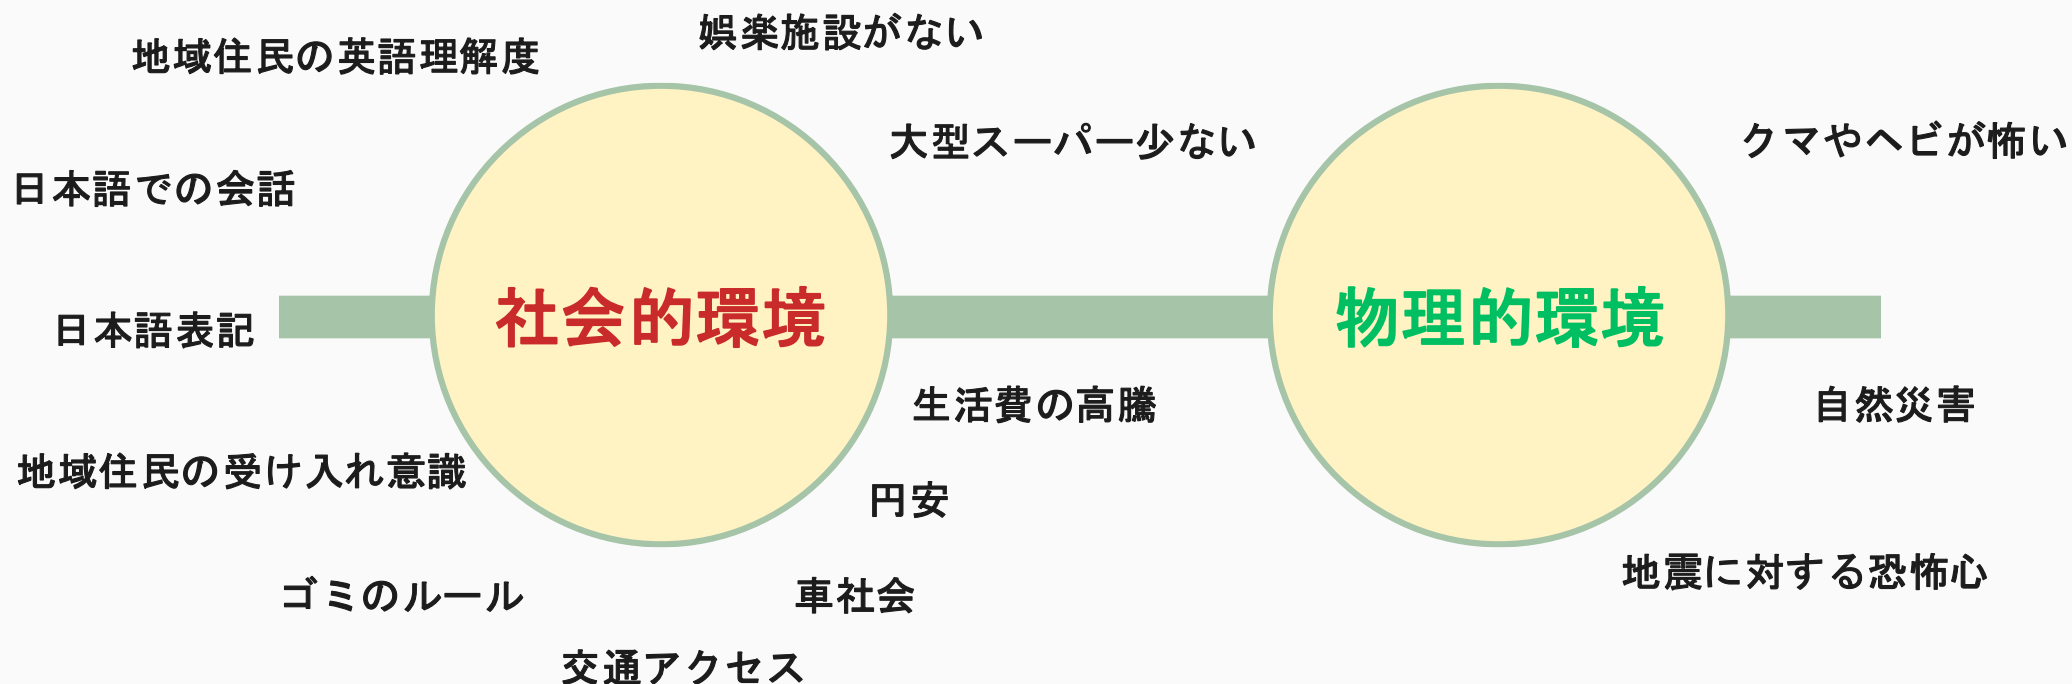 娯楽施設がない
地域住民の英語理解度
大型スーパー少ない
クマやヘビが怖い
日本語での会話
社会的環境
物理的環境
日本語表記
生活費の高騰
自然災害
地域住民の受け入れ意識
円安
地震に対する恐怖心
ゴミのルール
車社会
交通アクセス